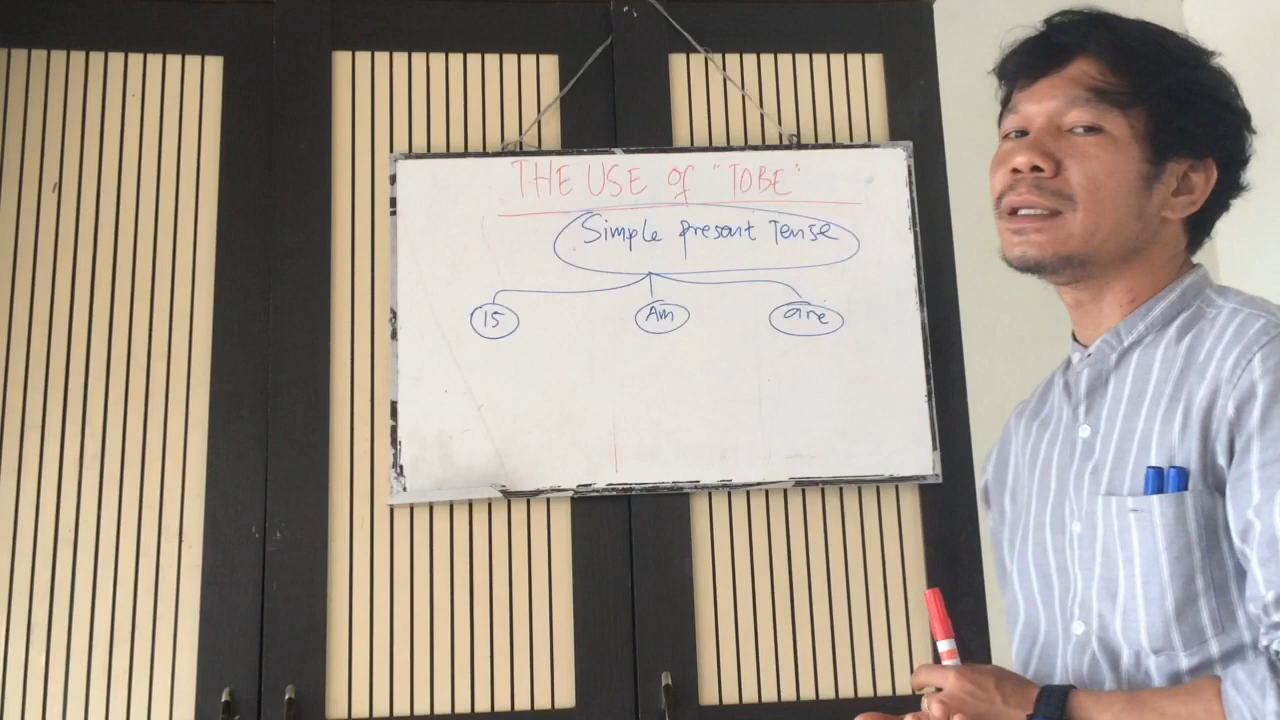 THE USE of "TOBE"
Simple present Tense
IS Am are